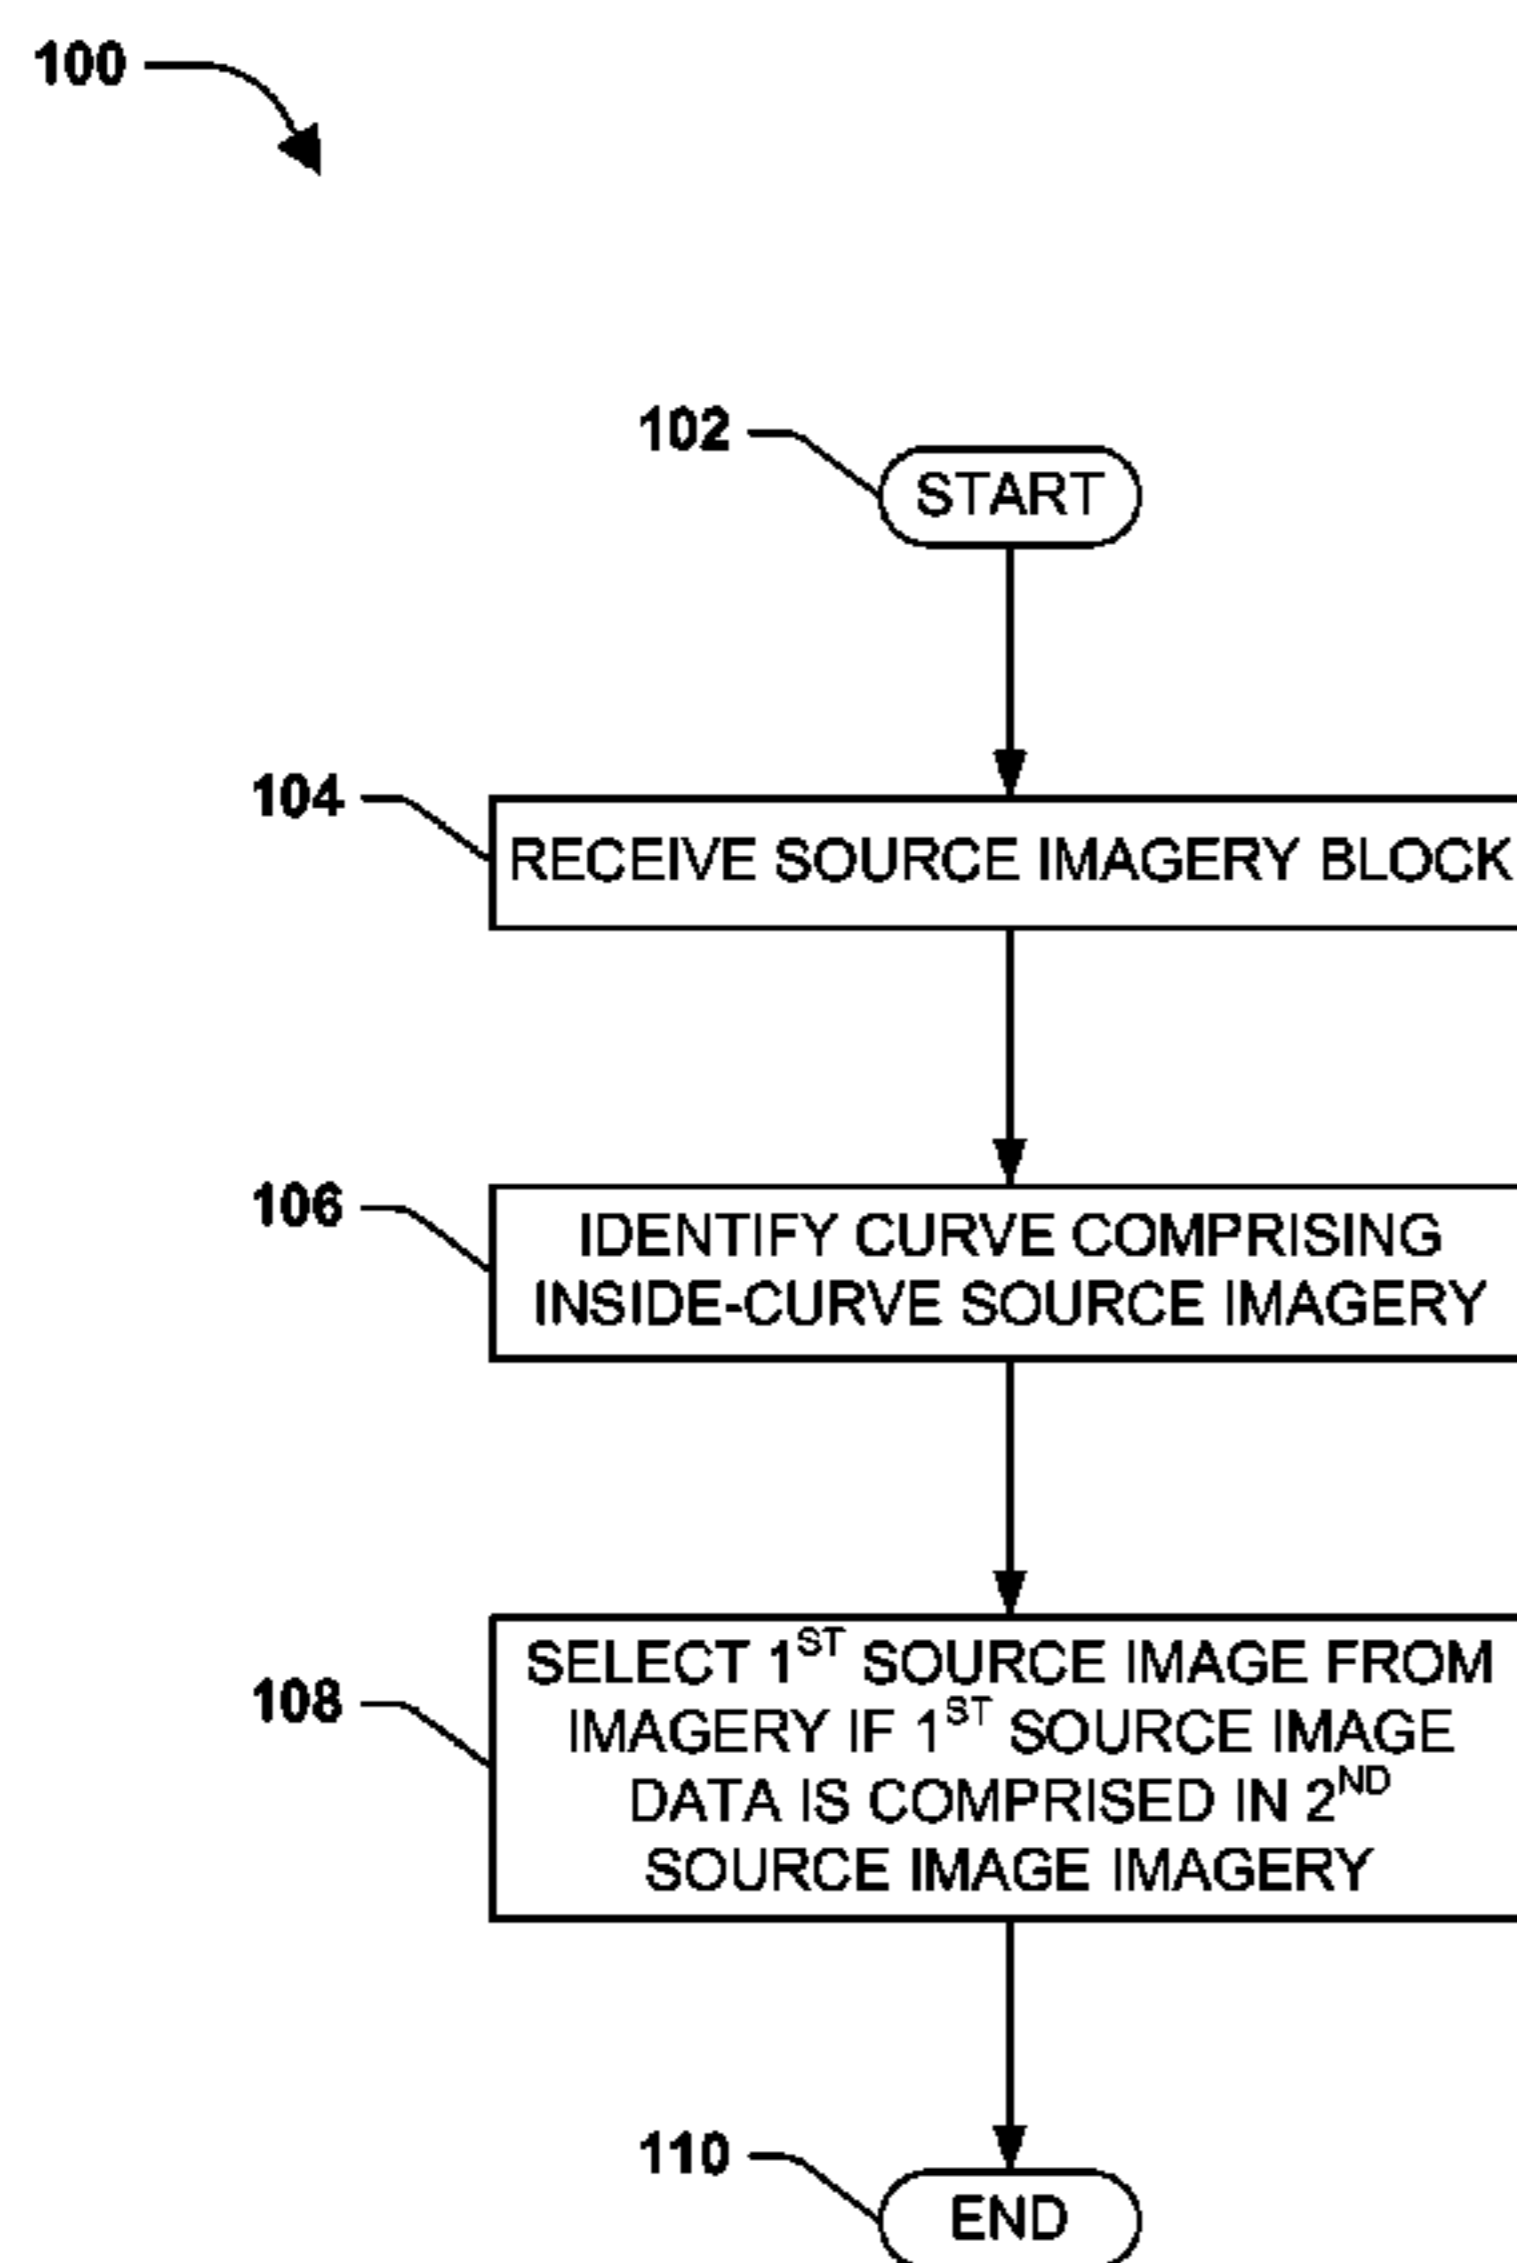 100
102
START
104
RECEIVE SOURCE IMAGERY BLOCK
106
IDENTIFY CURVE COMPRISING
INSIDE-CURVE SOURCE IMAGERY
108
SELECT 1ST SOURCE IMAGE FROM
IMAGERY IF 1ST SOURCE IMAGE
DATA IS COMPRISED IN 2ND
SOURCE IMAGE IMAGERY
110
END